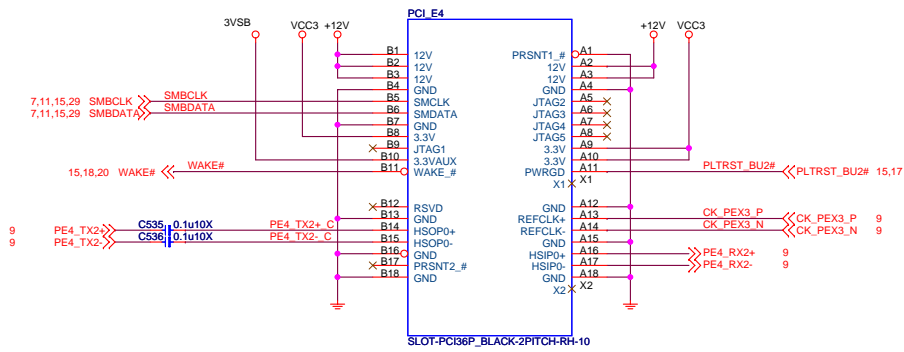 PCI_E4
3VSB VCC3 +12V +12V VCC3
B1 12V PRSNT1_# A1
B2 12V 12V A2
B3 12V 12V A3
B4 GND GND A4
7,11,15,29 SMBCLK SMBCLK B5 SMCLK JTAG2 A5
7,11,15,29 SMBDATA SMBDATA B6 SMDATA JTAG3 A6
B7 GND JTAG4 A7
B8 3.3V JTAG5 A8
B9 JTAG1 3.3V A9
B10 3.3VAUX 3.3V A10
15,18,20 WAKE# WAKE# B11 WAKE_# PWRGD A11 PLTRST_BU2# PLTRST_BU2# 15,17
X1 X1
B12 RSVD GND A12
B13 GND REFCLK+ A13 CK_PEX3_P CK_PEX3_P 9
9 PE4_TX2+ C535 0.1u10X PE4_TX2+_C B14 HSOP0+ REFCLK- A14 CK_PEX3_N CK_PEX3_N 9
9 PE4_TX2- C536 0.1u10X PE4_TX2-_C B15 HSOP0- GND A15
B16 GND HSIP0+ A16 PE4_RX2+ 9
B17 PRSNT2_# HSIP0- A17 PE4_RX2- 9
B18 GND GND A18
X2 X2
SLOT-PCI36P_BLACK-2PITCH-RH-10